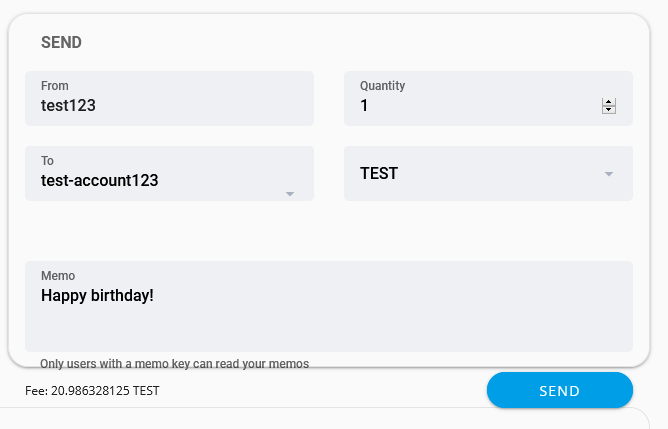 SEND
From
test123
Quantity
1
To
test-account123
TEST
Memo
Happy birthday!
Only users with a memo key can read your memos
Fee: 20.986328125 TEST
SEND